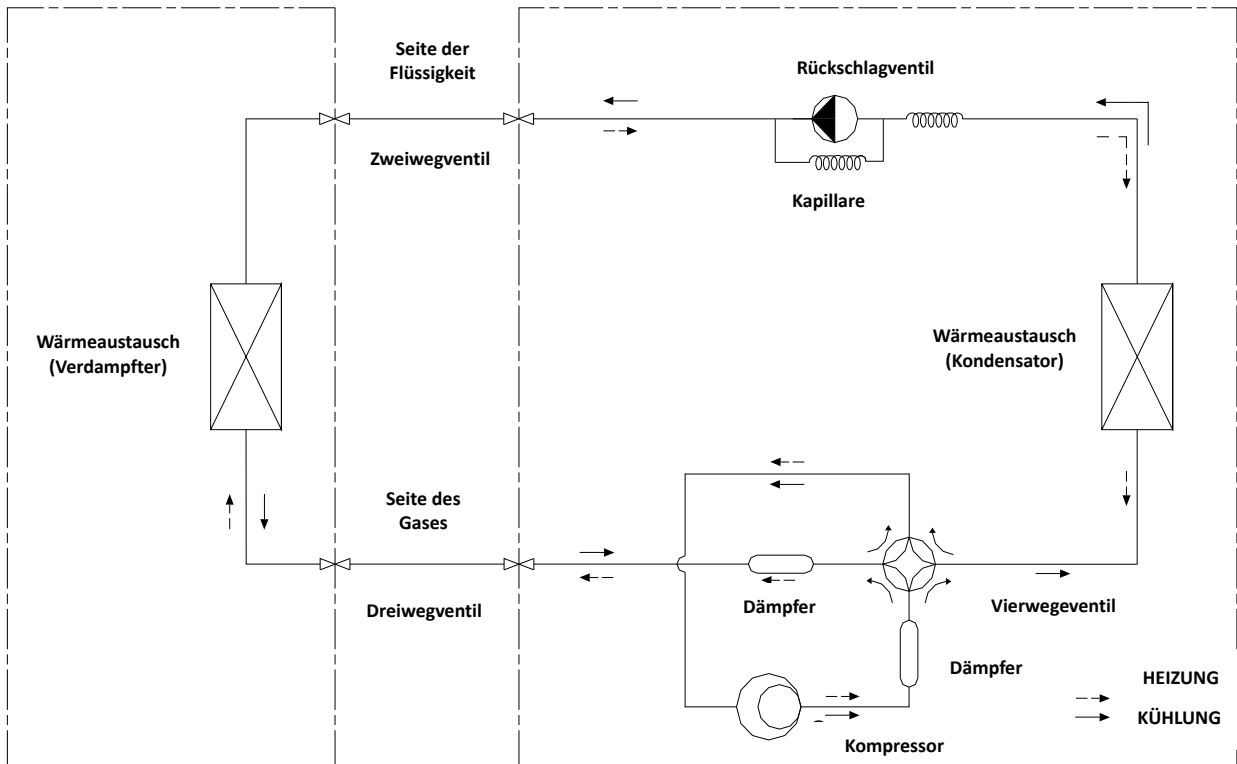 Seite der
Flüssigkeit
Rückschlagventil
Zweiwegventil
Kapillare
Wärmeaustausch
(Verdampfter)
Wärmeaustausch
(Kondensator)
Seite des
Gases
Dreiwegventil
Dämpfer
Vierwegeventil
Dämpfer
HEIZUNG
KÜHLUNG
Kompressor